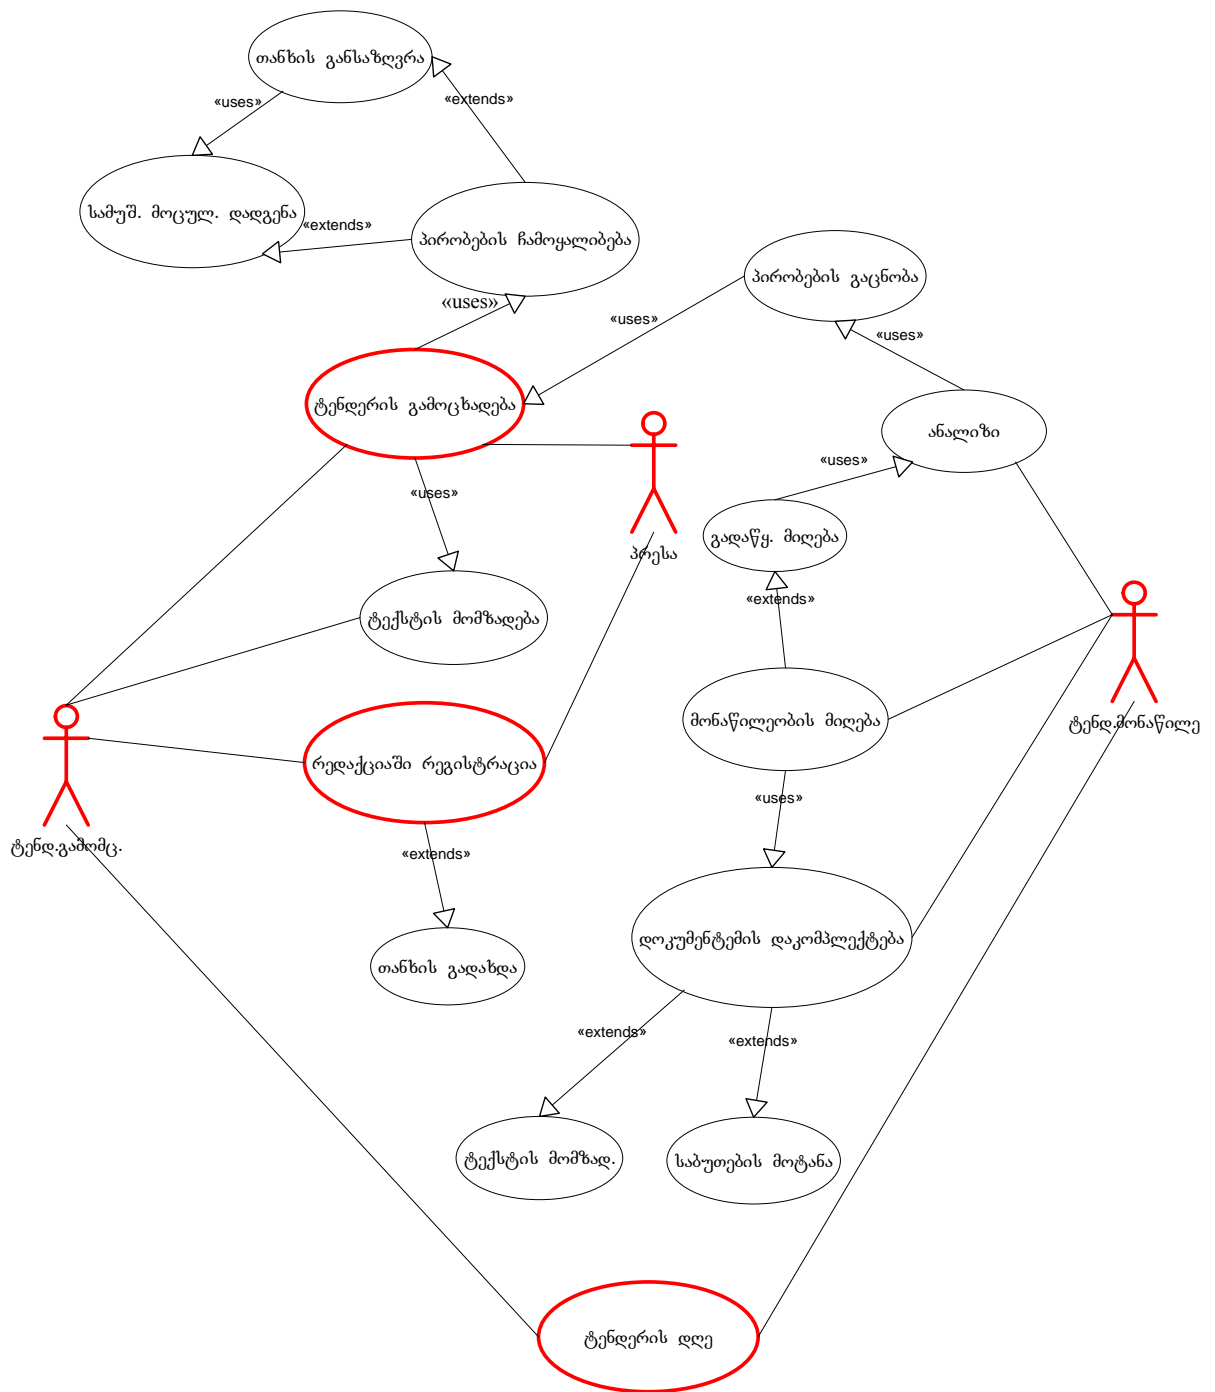 თანხის განსაზღვრა
«uses»
«extends»
სამუშ. მოცულ. დადგენა
«extends»
პირობების ჩამოყალიბება
პირობების გაცნობა
«uses»
«uses»
«uses»
ტენდერის გამოცხადება
ანალიზი
«uses»
«uses»
გადაწყ. მიღება
პრესა
«extends»
ტექსტის მომზადება
მონაწილეობის მიღება
ტენდ.მონაწილე
რედაქციაში რეგისტრაცია
«uses»
ტენდ.გამომც.
«extends»
დოკუმენტემის დაკომპლექტება
თანხის გადახდა
«extends»
«extends»
ტექსტის მომზად.
საბუთების მოტანა
ტენდერის დღე